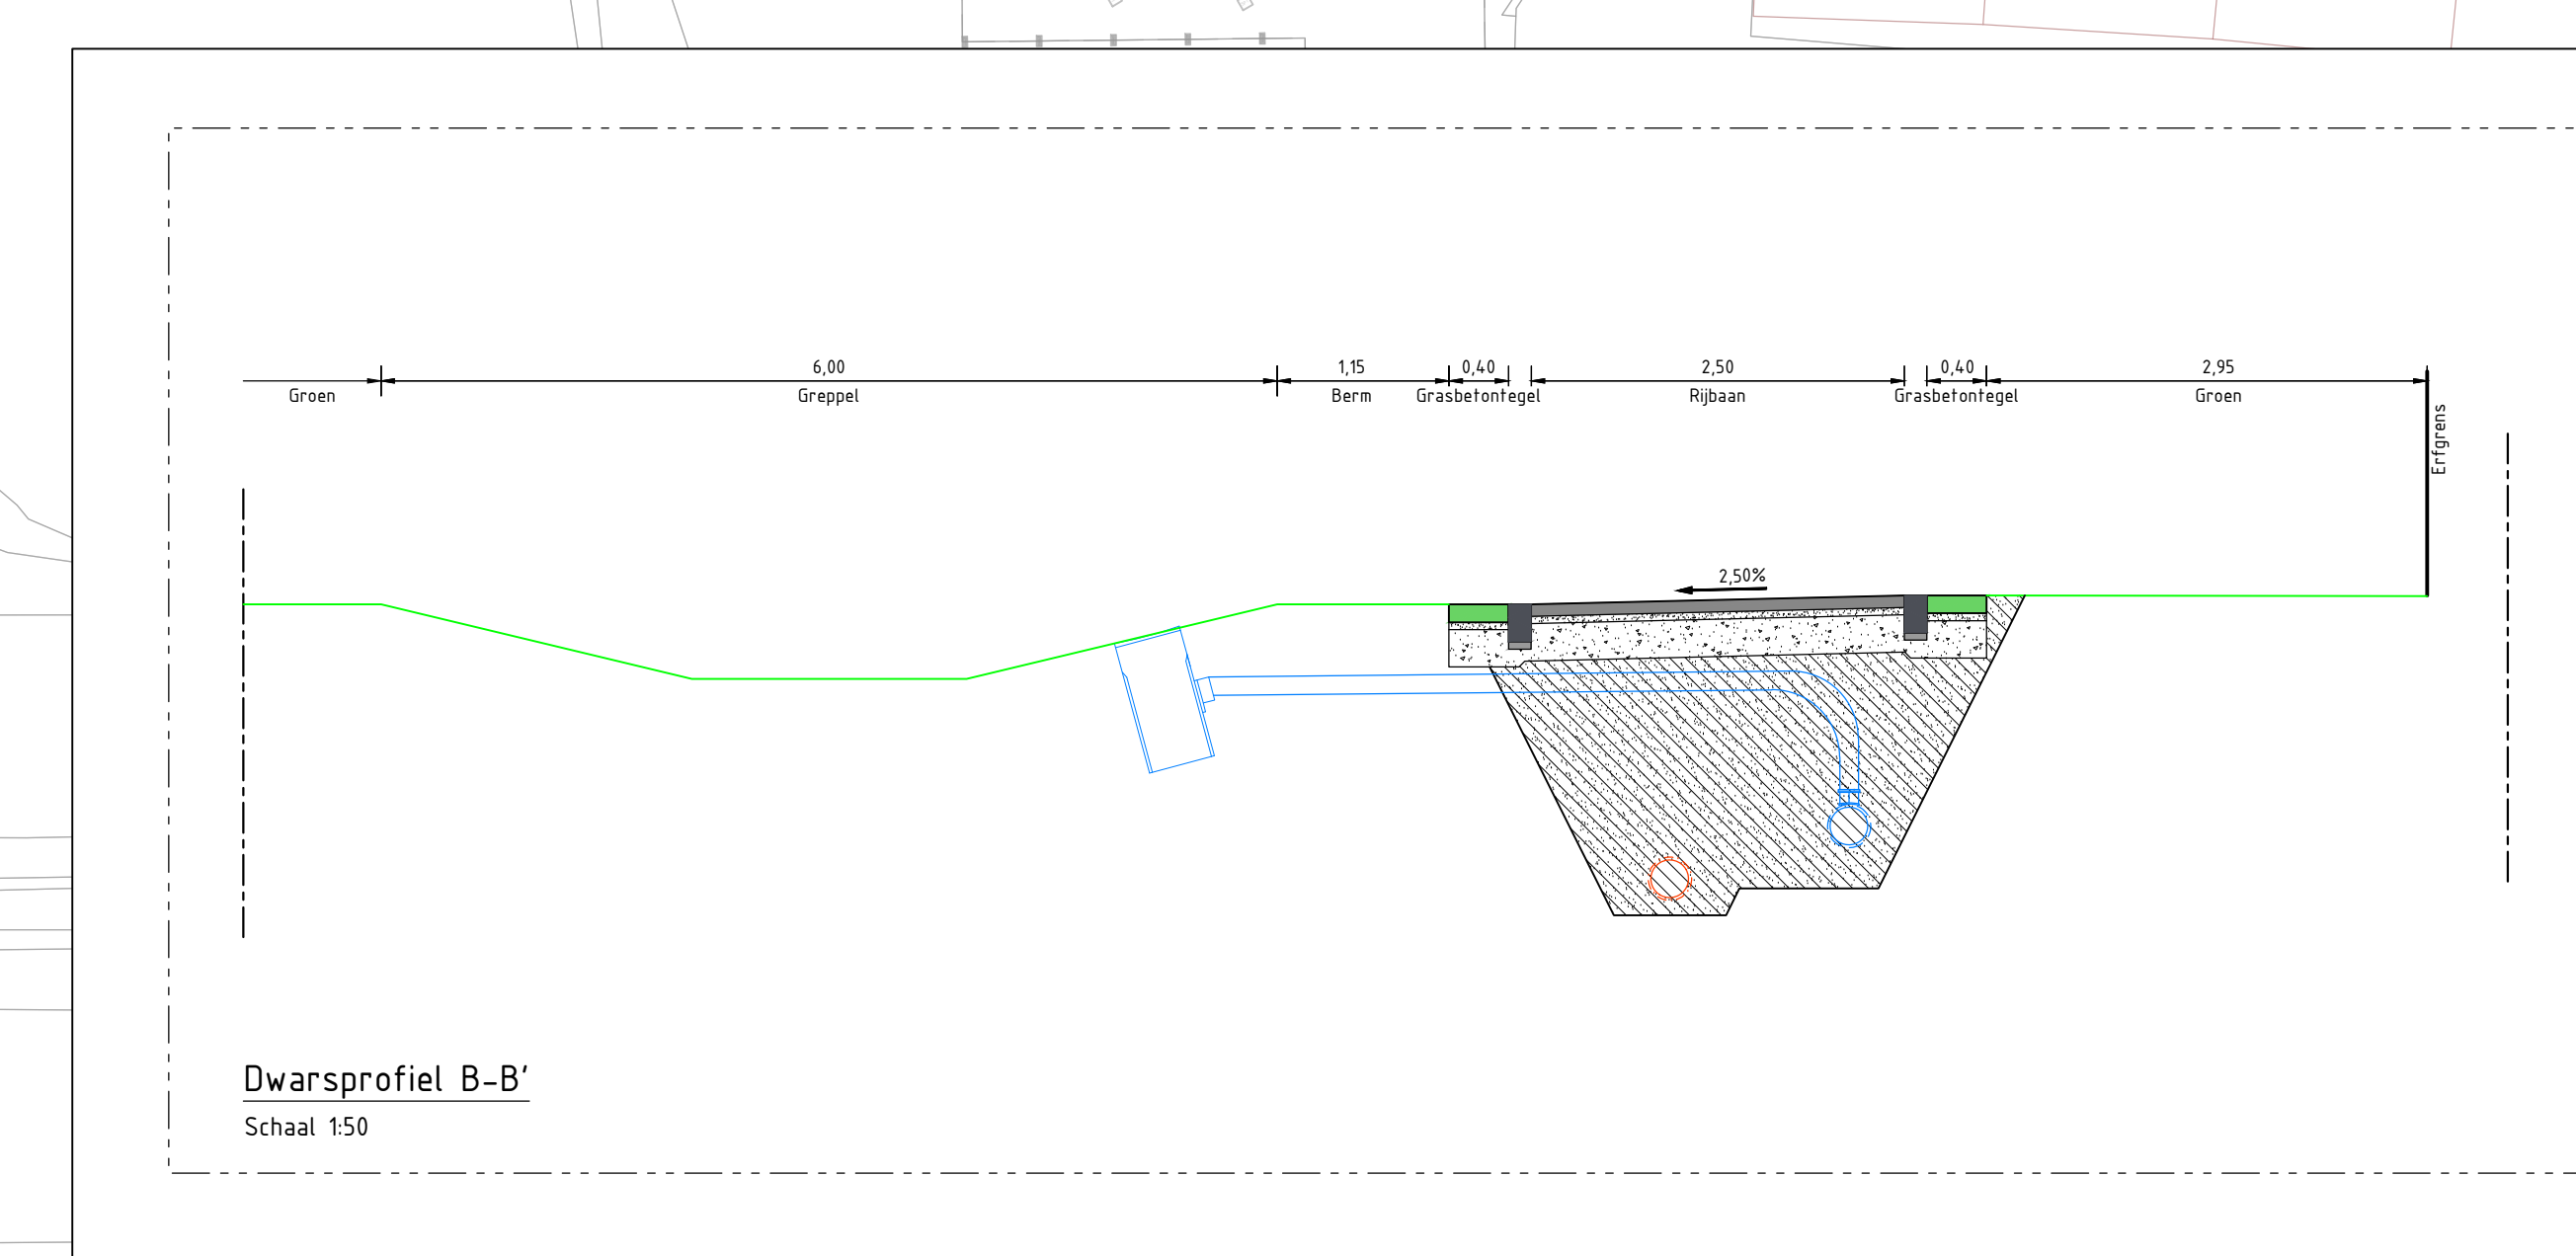 6,00
1,15
0,40
2,50
0,40
2,95
Groen
Greppel
Berm
Grasbetontegel
Rijbaan
Grasbetontegel
Groen
Erfgrens
2,50%
Dwarsprofiel B-B'
Schaal 1:50